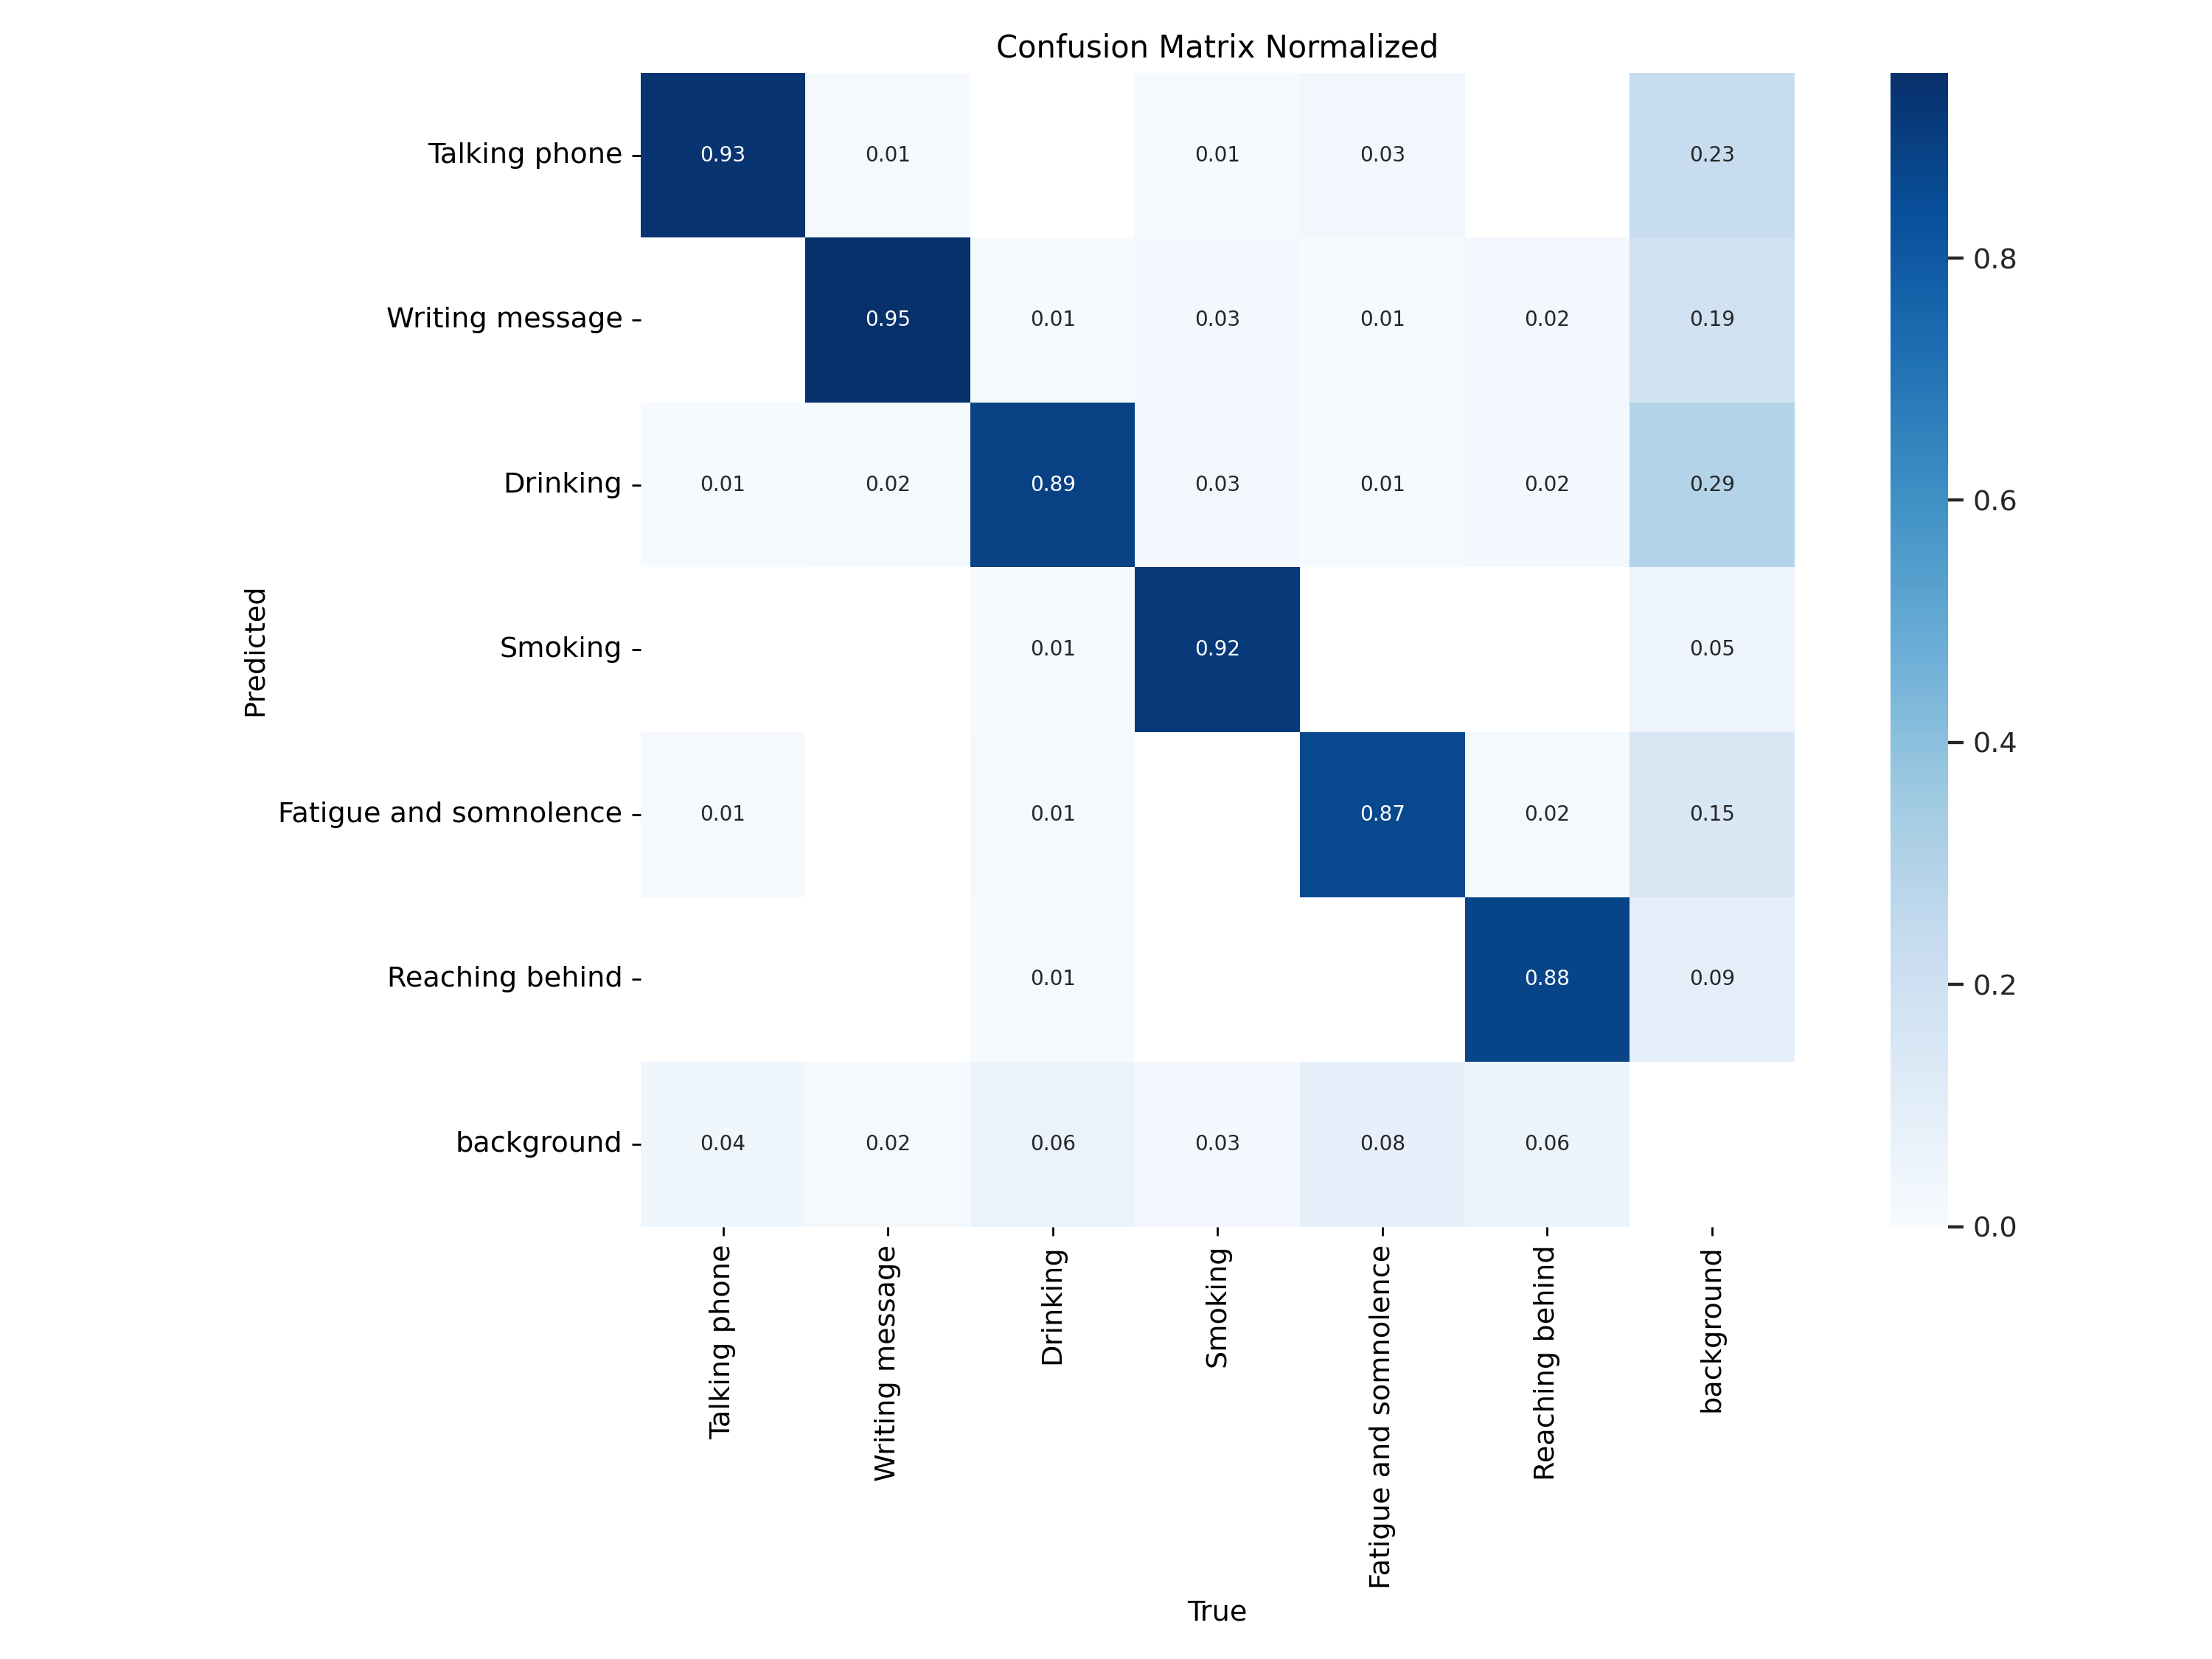 Confusion Matrix Normalized
Talking phone 0.93 0.01 0.01 0.03 0.23
Writing message 0.95 0.01 0.03 0.01 0.02 0.19
Drinking 0.01 0.02 0.89 0.03 0.01 0.02 0.29
Smoking 0.01 0.92 0.05
Fatigue and somnolence 0.01 0.01 0.87 0.02 0.15
Reaching behind 0.01 0.88 0.09
background 0.04 0.02 0.06 0.03 0.08 0.06
Predicted
Talking phone
Writing message
Drinking
Smoking
Fatigue and somnolence
Reaching behind
background
True
0.8
0.6
0.4
0.2
0.0